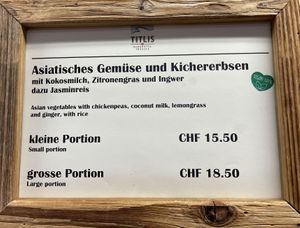 TITLIS
Asiatisches Gemüse und Kichererbsen
mit Kokosmilch, Zitronengras und Ingwer
dazu Jasminreis
Asian vegetables with chickpeas, coconut milk, lemongrass
and ginger, with rice
kleine Portion CHF 15.50
Small portion
grosse Portion CHF 18.50
Large portion